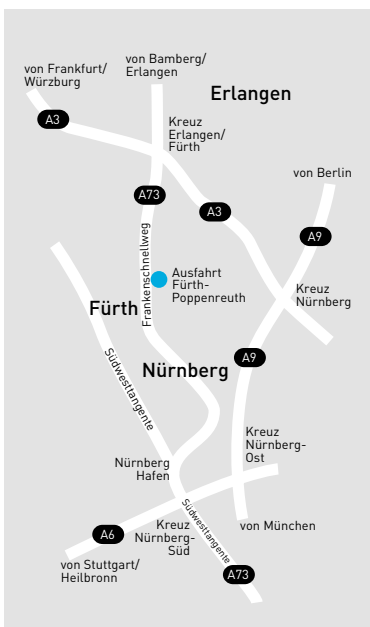 von Bamberg/
Erlangen
von Frankfurt/
Würzburg
Erlangen
A3
Kreuz
Erlangen/
Fürth
von Berlin
A73
A3
A9
Frankenschnellweg
Ausfahrt
Fürth-
Poppenreuth
Kreuz
Nürnberg
Fürth
Südwesttangente
Nürnberg
A9
Kreuz
Nürnberg-
Ost
Nürnberg
Hafen
Südwesttangente
A6
Kreuz
Nürnberg-
Süd
von München
von Stuttgart/
Heilbronn
A73